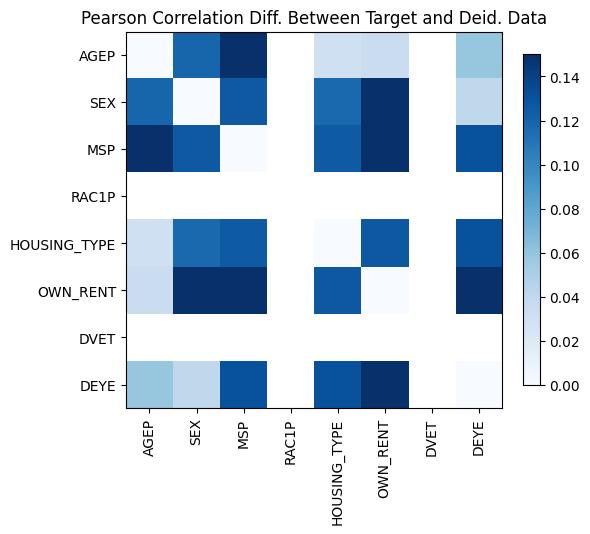 Pearson Correlation Diff. Between Target and Deid. Data
AGEP
SEX
MSP
RAC1P
HOUSING_TYPE
OWN_RENT
DVET
DEYE
AGEP
SEX
MSP
RAC1P
HOUSING_TYPE
OWN_RENT
DVET
DEYE
0.14
0.12
0.10
0.08
0.06
0.04
0.02
0.00